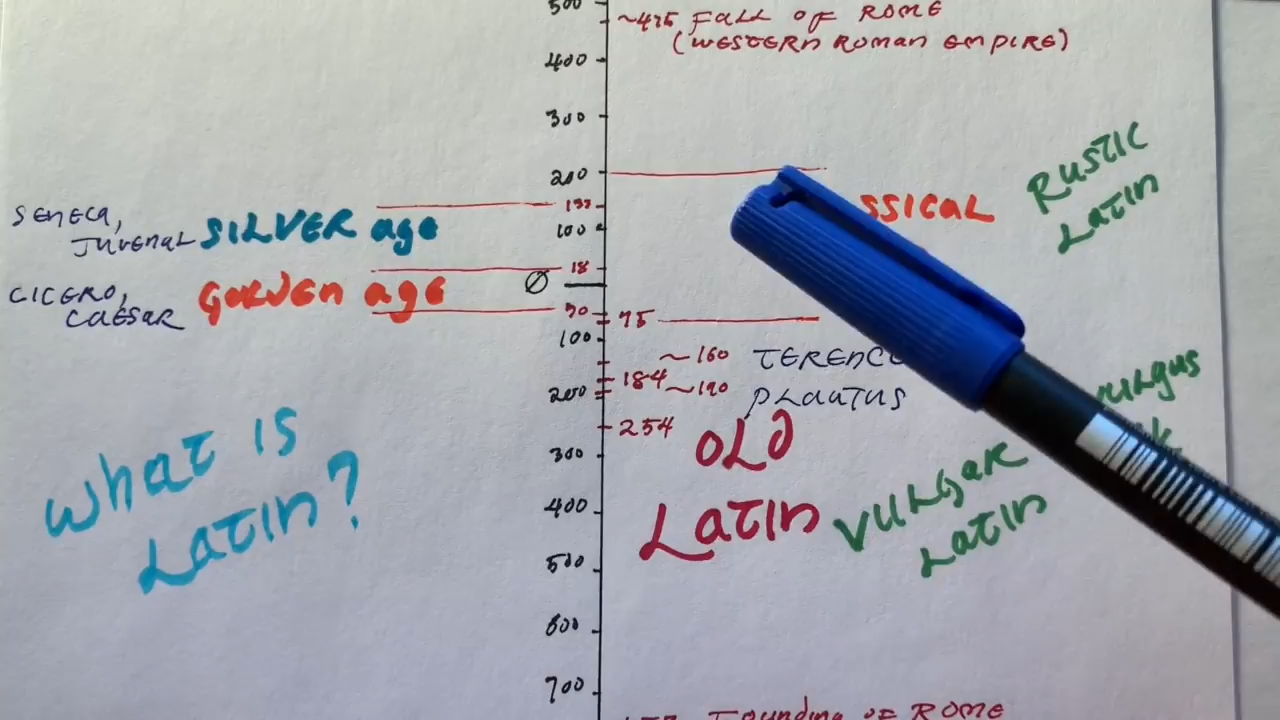 500
~475 FALL OF ROME
(WESTERN ROMAN EMPIRE)
400
300
200
RUSTIC
LATIN
SSICAL
133
SENECA,
JUVENAL
SILVER age
100
18
Ø
CICERO,
CAESAR
GOLDEN age
50
75
100
~160 TERENCE
184
~190 PLAUTUS
200
254
OLD
LATIN
300
400
VULGAR
LATIN
WHAT IS
LATIN?
500
600
700
Founding OF ROME